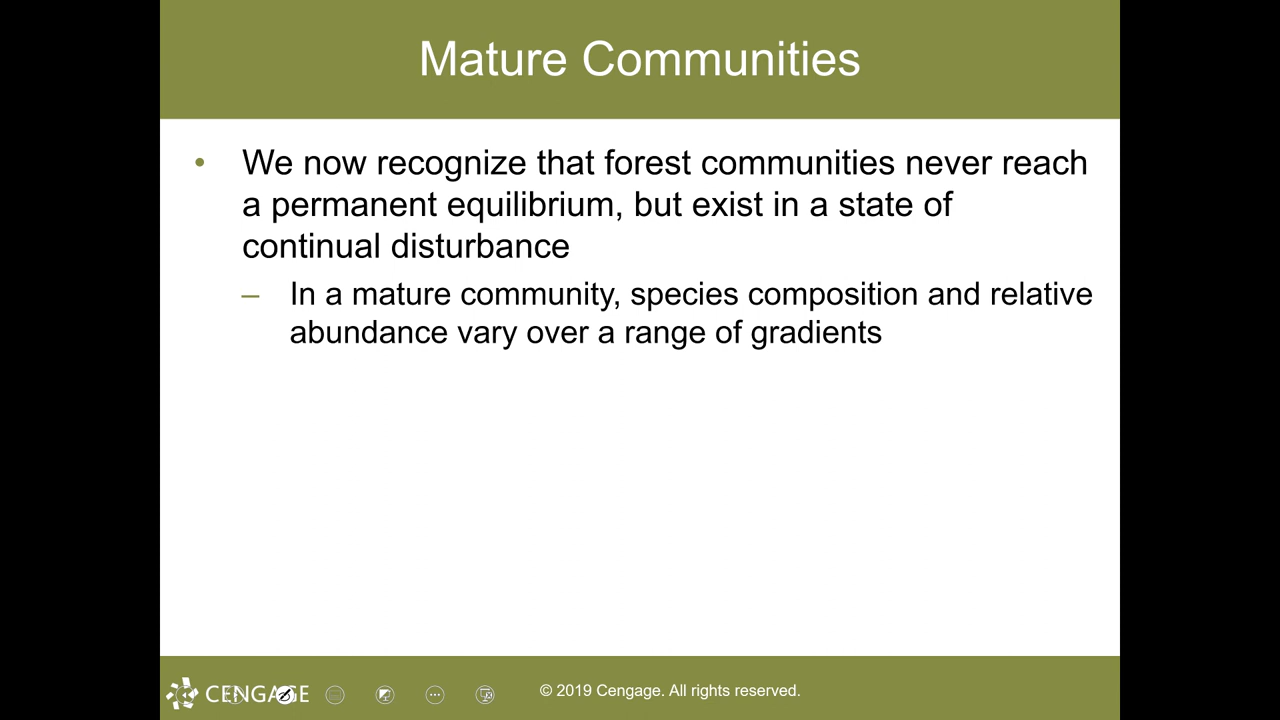 Mature Communities
• We now recognize that forest communities never reach
a permanent equilibrium, but exist in a state of
continual disturbance
– In a mature community, species composition and relative
abundance vary over a range of gradients
CENGAGE
© 2019 Cengage. All rights reserved.